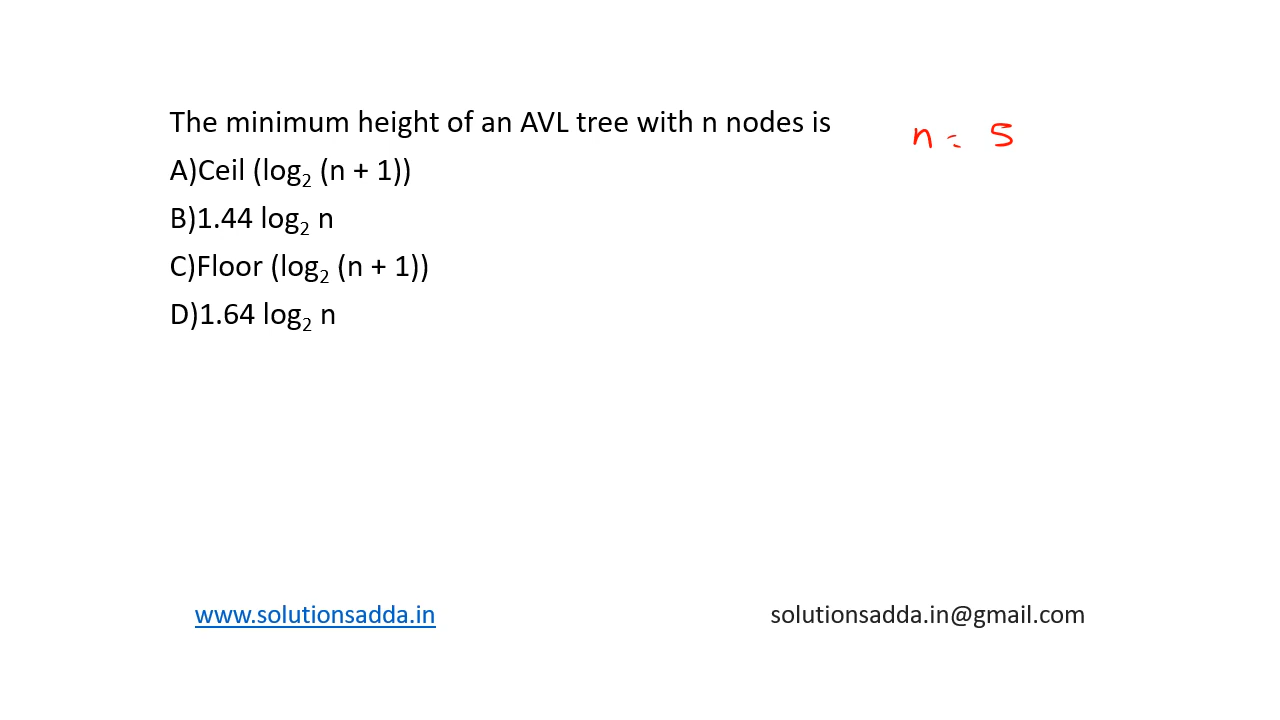 The minimum height of an AVL tree with n nodes is
n = 5
A)Ceil (log₂ (n + 1))
B)1.44 log₂ n
C)Floor (log₂ (n + 1))
D)1.64 log₂ n
www.solutionsadda.in
solutionsadda.in@gmail.com